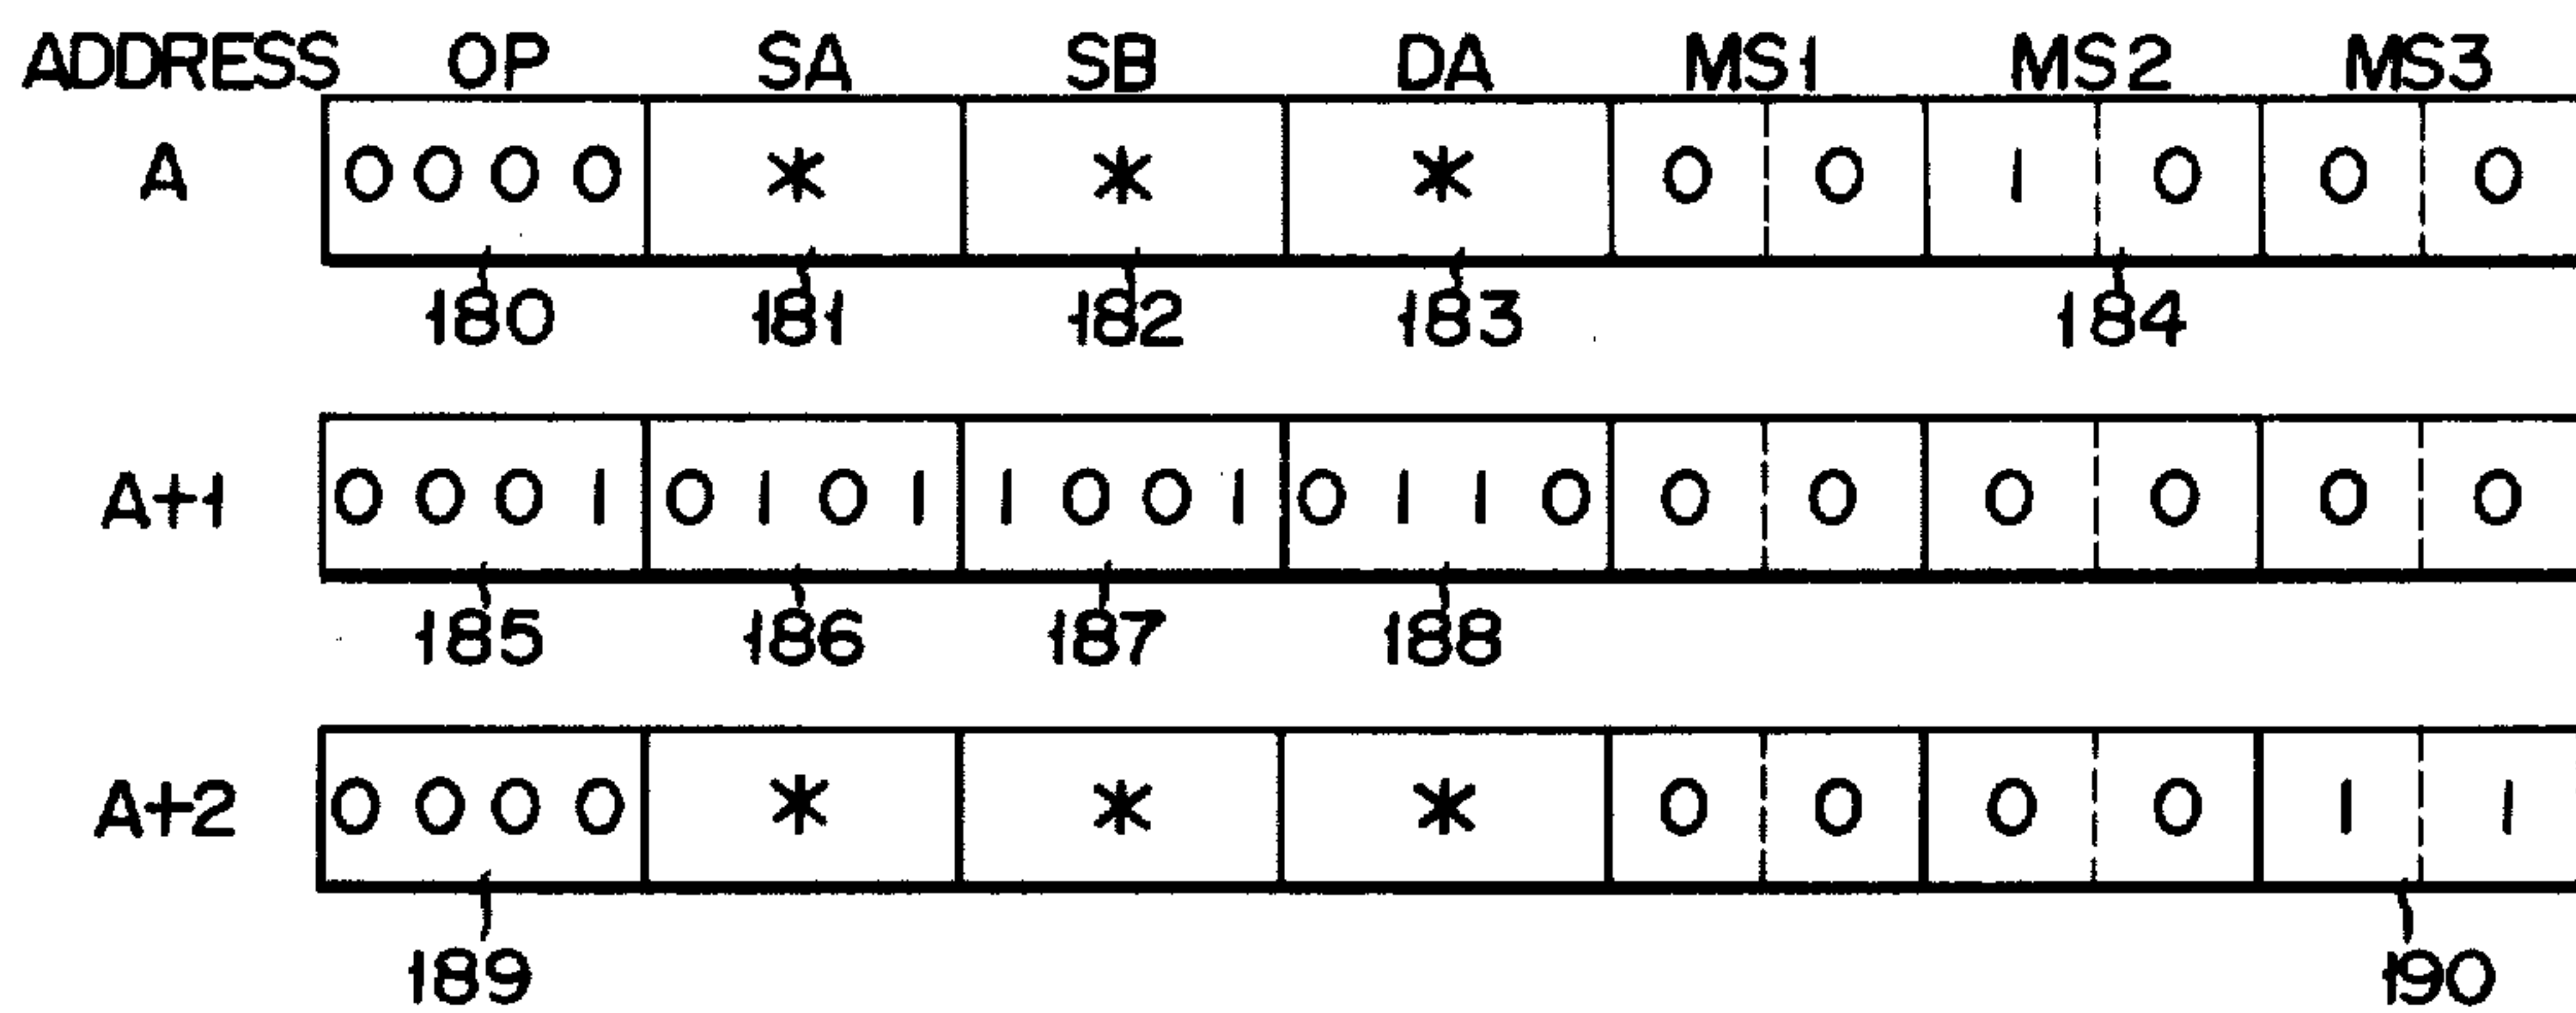 ADDRESS OP SA SB DA MS1 MS2 MS3
A 0 0 0 0 * * * 0 0 1 0 0 0
180 181 182 183 184
A+1 0 0 0 1 0 1 0 1 1 0 0 1 0 1 1 0 0 0 0 0 0 0
185 186 187 188
A+2 0 0 0 0 * * * 0 0 0 0 1 1
189 190